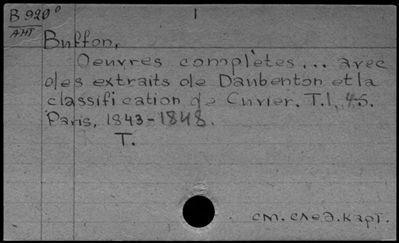 B 920°
AHT
1
Buffon,
Oeuvres complètes... avec
des extraits de Daubenton et la
classification de Cuvier. T.1, 4-5.
Paris, 1843-1848.
T.
см. след. карт.